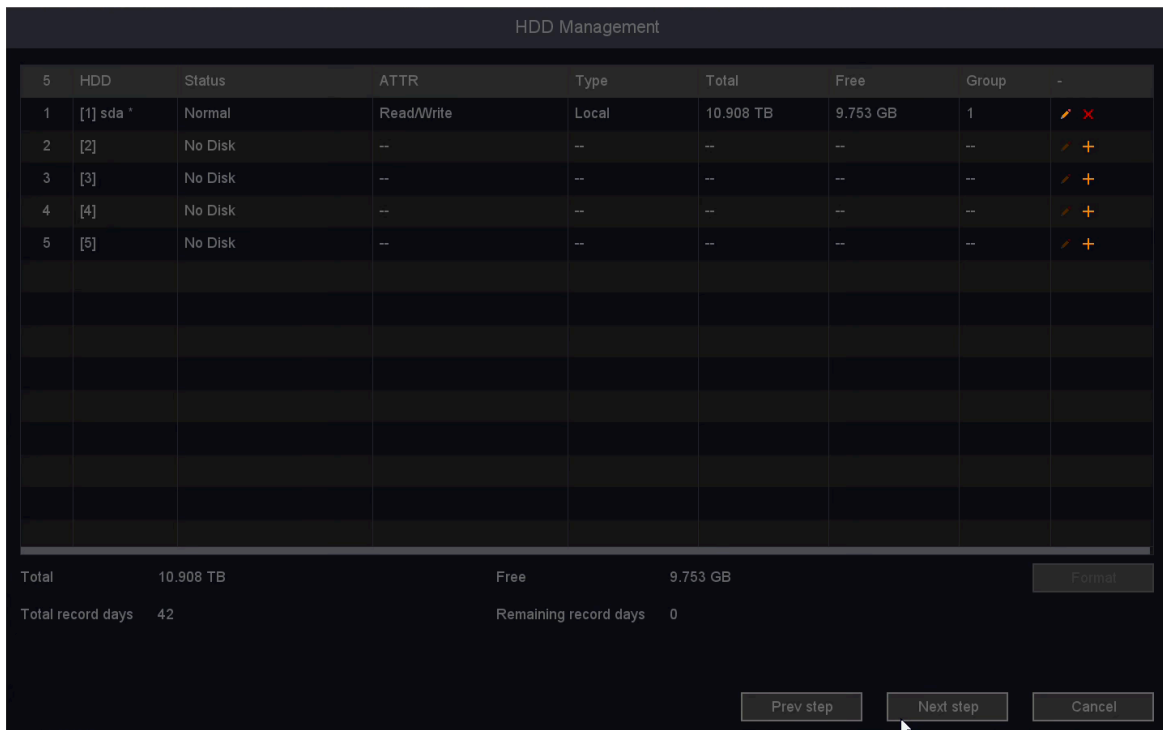 HDD Management
5 HDD Status ATTR Type Total Free Group -
1 [1] sda * Normal Read/Write Local 10.908 TB 9.753 GB 1
2 [2] No Disk -- -- -- -- --
3 [3] No Disk -- -- -- -- --
4 [4] No Disk -- -- -- -- --
5 [5] No Disk -- -- -- -- --
Total 10.908 TB Free 9.753 GB Format
Total record days 42 Remaining record days 0
Prev step Next step Cancel